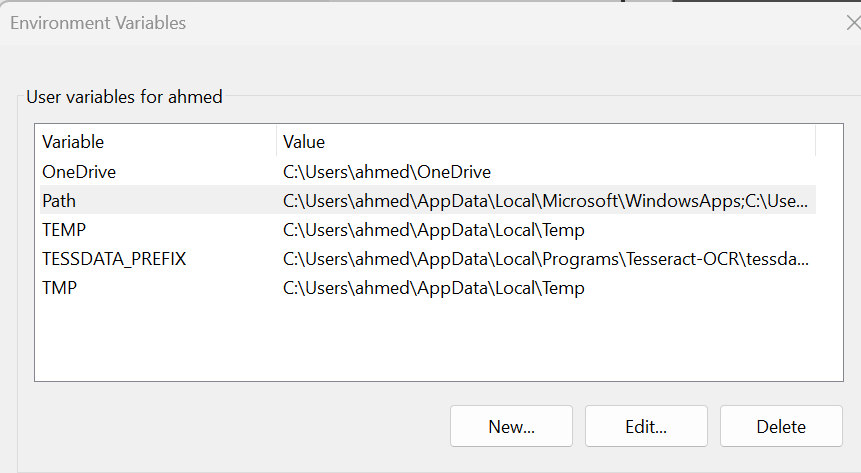 Environment Variables
User variables for ahmed
Variable Value
OneDrive C:\Users\ahmed\OneDrive
Path C:\Users\ahmed\AppData\Local\Microsoft\WindowsApps;C:\Use...
TEMP C:\Users\ahmed\AppData\Local\Temp
TESSDATA_PREFIX C:\Users\ahmed\AppData\Local\Programs\Tesseract-OCR\tessda...
TMP C:\Users\ahmed\AppData\Local\Temp
New... Edit... Delete